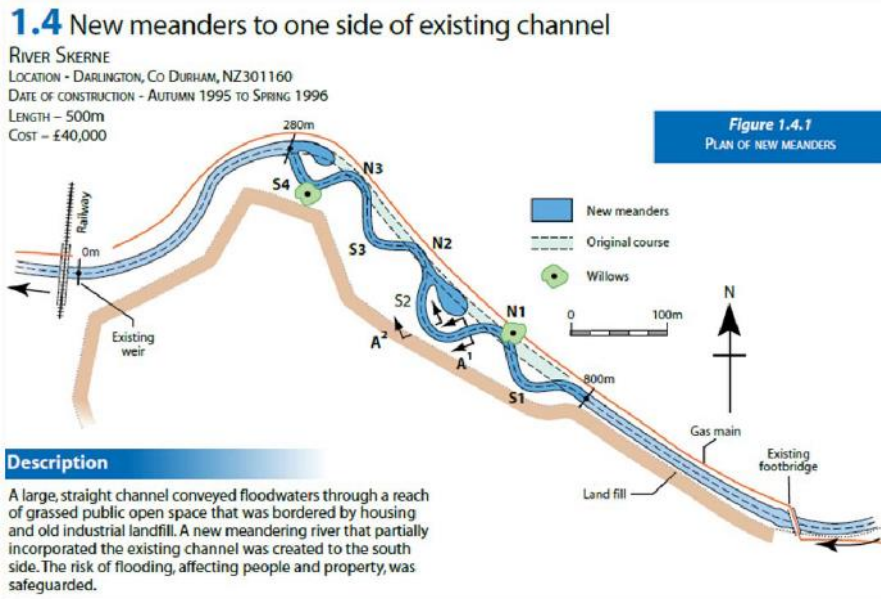 1.4 New meanders to one side of existing channel
RIVER SKERNE
LOCATION - DARLINGTON, CO DURHAM, NZ301160
DATE OF CONSTRUCTION - AUTUMN 1995 TO SPRING 1996
LENGTH – 500m
COST – £40,000
Figure 1.4.1
PLAN OF NEW MEANDERS
280m
N3
S4
Railway
New meanders
Original course
Willows
0m
S3
N2
S2
N1
0 100m
N
Existing
weir
A²
A¹
S1
800m
Gas main
Existing
footbridge
Land fill
Description
A large, straight channel conveyed floodwaters through a reach
of grassed public open space that was bordered by housing
and old industrial landfill. A new meandering river that partially
incorporated the existing channel was created to the south
side. The risk of flooding, affecting people and property, was
safeguarded.